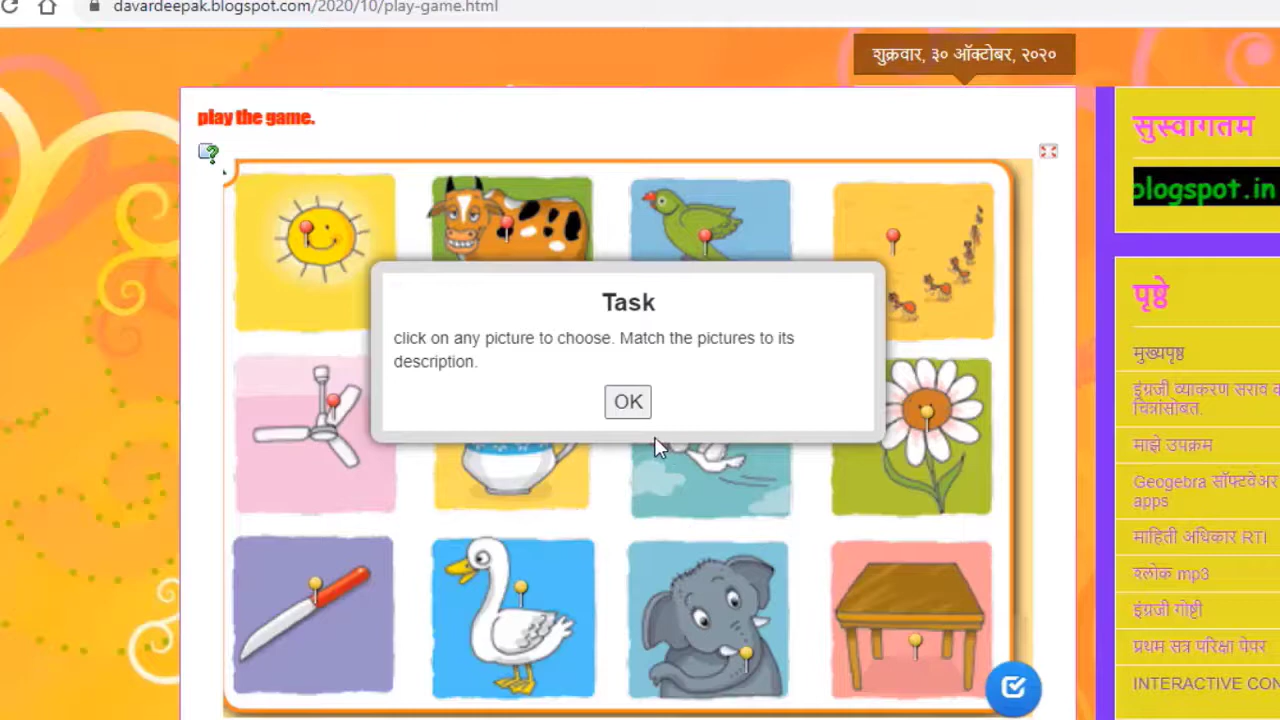 davardeepak.blogspot.com/2020/10/play-game.html
शुक्रवार, ३० ऑक्टोबर, २०२०
play the game.
Task
click on any picture to choose. Match the pictures to its
description.
OK
सुस्वागतम
blogspot.in
पृष्ठे
मुख्यपृष्ठ
इंग्रजी व्याकरण सराव
चित्रांसोबत.
माझे उपक्रम
Geogebra सॉफ्टवेअर
apps
माहिती अधिकार RTI
श्लोक mp3
इंग्रजी गोष्टी
प्रथम सत्र परिक्षा पेपर
INTERACTIVE CON